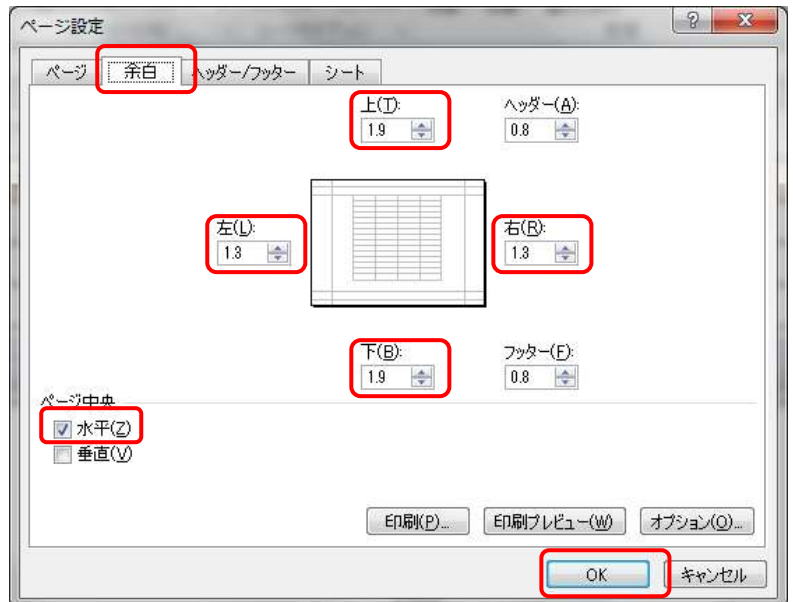 ページ設定
ページ 余白 ヘッダー/フッター シート
上(T): ヘッダー(A):
1.9 0.8
左(L): 右(R):
1.3 1.3
下(B): フッター(F):
1.9 0.8
ページ中央
水平(Z)
垂直(V)
印刷(P)... 印刷プレビュー(W) オプション(O)...
OK キャンセル